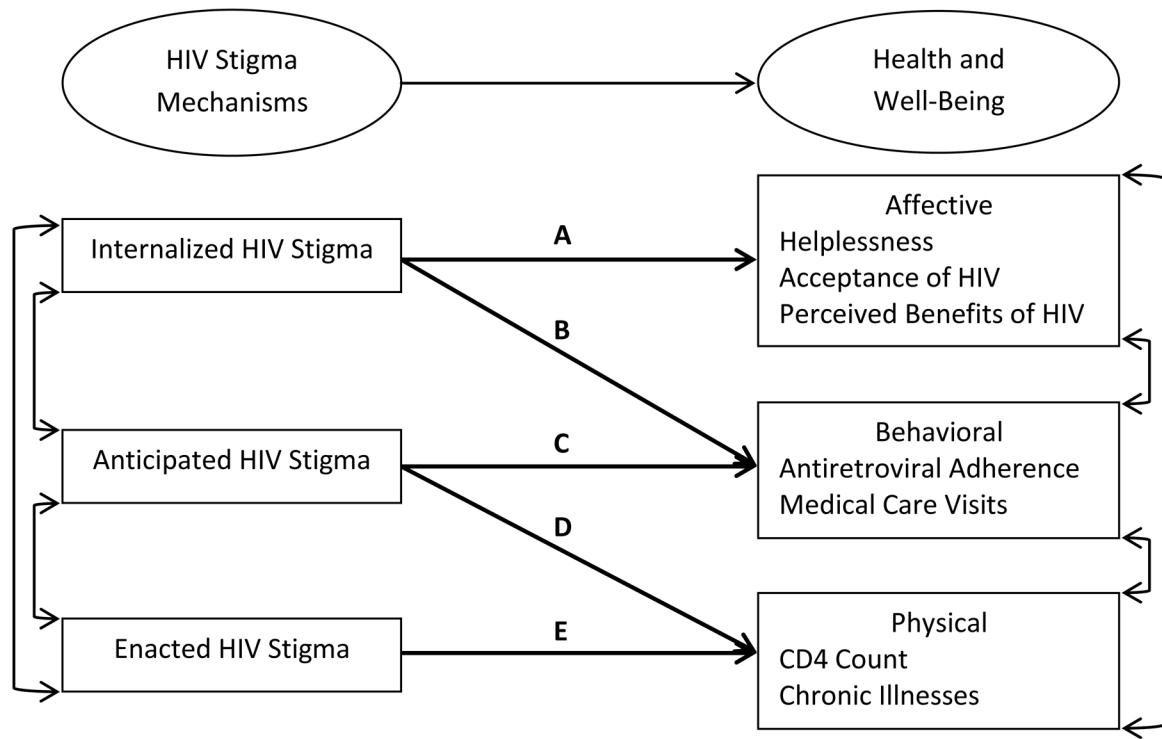 HIV Stigma
Mechanisms
Health and
Well-Being
Internalized HIV Stigma
A
Affective
Helplessness
Acceptance of HIV
Perceived Benefits of HIV
B
Anticipated HIV Stigma
C
Behavioral
Antiretroviral Adherence
Medical Care Visits
D
Enacted HIV Stigma
E
Physical
CD4 Count
Chronic Illnesses